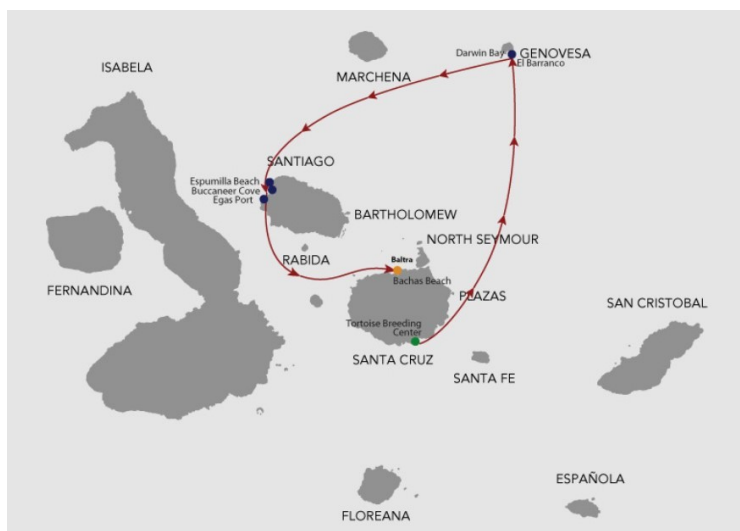 Darwin Bay
GENOVESA
El Barranco
ISABELA
MARCHENA
SANTIAGO
Espumilla Beach
Buccaneer Cove
Egas Port
BARTHOLOMEW
NORTH SEYMOUR
RABIDA
Baltra
Bachas Beach
FERNANDINA
PLAZAS
SAN CRISTOBAL
Tortoise Breeding
Center
SANTA CRUZ
SANTA FE
ESPAÑOLA
FLOREANA